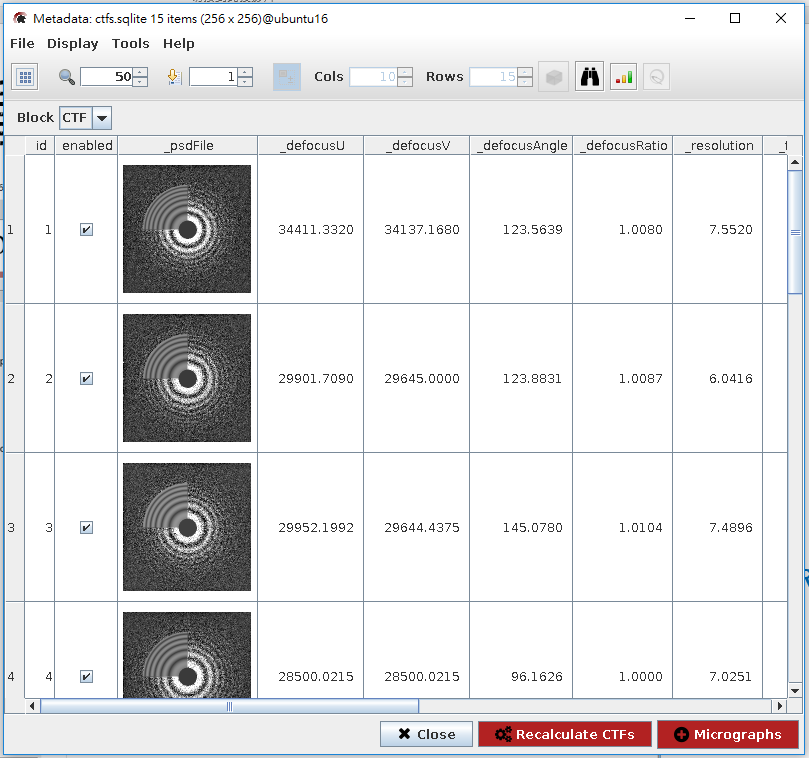 Metadata: ctfs.sqlite 15 items (256 x 256)@ubuntu16
File Display Tools Help
50 1 Cols 10 Rows 15
Block CTF
id enabled _psdFile _defocusU _defocusV _defocusAngle _defocusRatio _resolution
1 1 34411.3320 34137.1680 123.5639 1.0080 7.5520
2 2 29901.7090 29645.0000 123.8831 1.0087 6.0416
3 3 29952.1992 29644.4375 145.0780 1.0104 7.4896
4 4 28500.0215 28500.0215 96.1626 1.0000 7.0251
Close Recalculate CTFs Micrographs